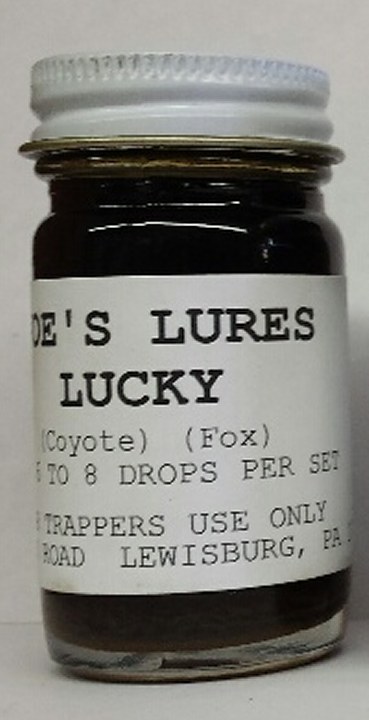 OE'S LURES
LUCKY
(Coyote) (Fox)
TO 8 DROPS PER SET
TRAPPERS USE ONLY
ROAD LEWISBURG, PA